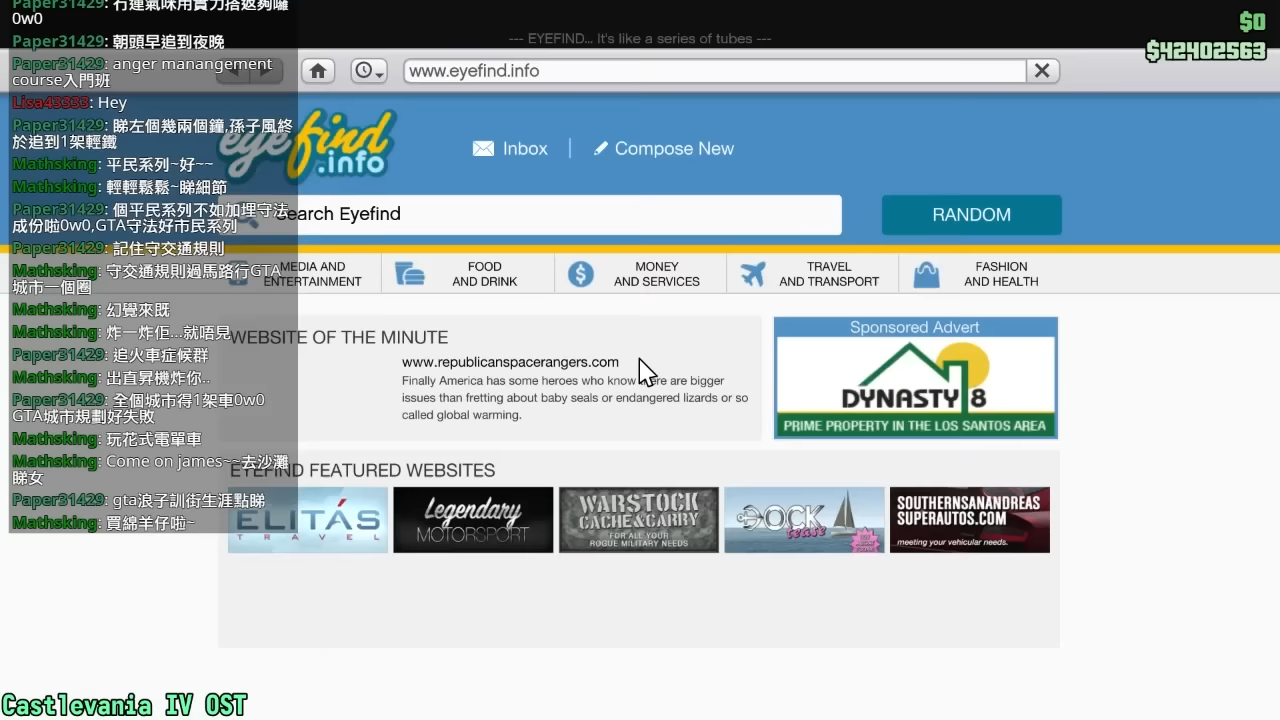 Paper31429: 冇運氣味用實力搭返夠囉
0w0
Paper31429: 朝頭早追到夜晚
Paper31429: anger manangement
course入門班
Lisa43333: Hey
Paper31429: 睇左個幾兩個鐘,孫子風終
於追到1架輕鐵
Mathsking: 平民系列~好~~
Mathsking: 輕輕鬆鬆~睇細節
Paper31429: 個平民系列不如加埋守法
成份啦0w0,GTA守法好市民系列
Paper31429: 記住守交通規則
Mathsking: 守交通規則過馬路行GTA
城市一個圈
Mathsking: 幻覺來既
Mathsking: 炸一炸佢...就唔見
Paper31429: 追火車症候群
Mathsking: 出直昇機炸你..
Paper31429: 全個城市得1架車0w0
GTA城市規劃好失敗
Mathsking: 玩花式電單車
Mathsking: Come on james~~去沙灘
睇女
Paper31429: gta浪子訓街生涯點睇
Mathsking: 買綿羊仔啦~
--- EYEFIND... It's like a series of tubes ---
$0
$42402563
www.eyefind.info
eyefind
.info
Inbox
Compose New
Search Eyefind
RANDOM
MEDIA AND
ENTERTAINMENT
FOOD
AND DRINK
MONEY
AND SERVICES
TRAVEL
AND TRANSPORT
FASHION
AND HEALTH
WEBSITE OF THE MINUTE
www.republicanspacerangers.com
Finally America has some heroes who know there are bigger
issues than fretting about baby seals or endangered lizards or so
called global warming.
Sponsored Advert
DYNASTY 8
PRIME PROPERTY IN THE LOS SANTOS AREA
EYEFIND FEATURED WEBSITES
ELITÁS
TRAVEL
Legendary
MOTORSPORT
WARSTOCK
CACHE&CARRY
FOR ALL YOUR
ROGUE MILITARY NEEDS
DOCK
tease
SOUTHERNSANANDREAS
SUPERAUTOS.COM
meeting your vehicular needs.
Castlevania IV OST